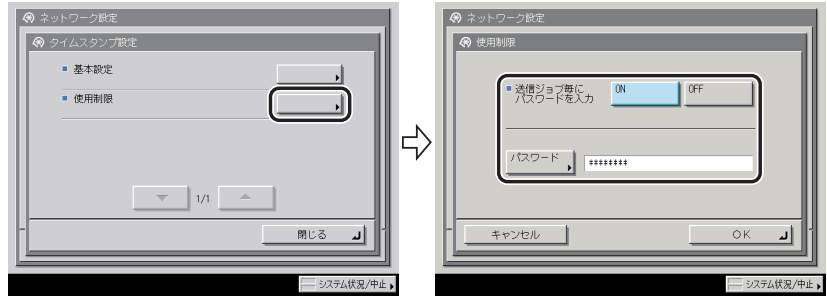 ネットワーク設定
タイムスタンプ設定
基本設定
使用制限
1/1
閉じる
システム状況/中止
ネットワーク設定
使用制限
送信ジョブ毎に
パスワードを入力
ON
OFF
パスワード
********
キャンセル
OK
システム状況/中止